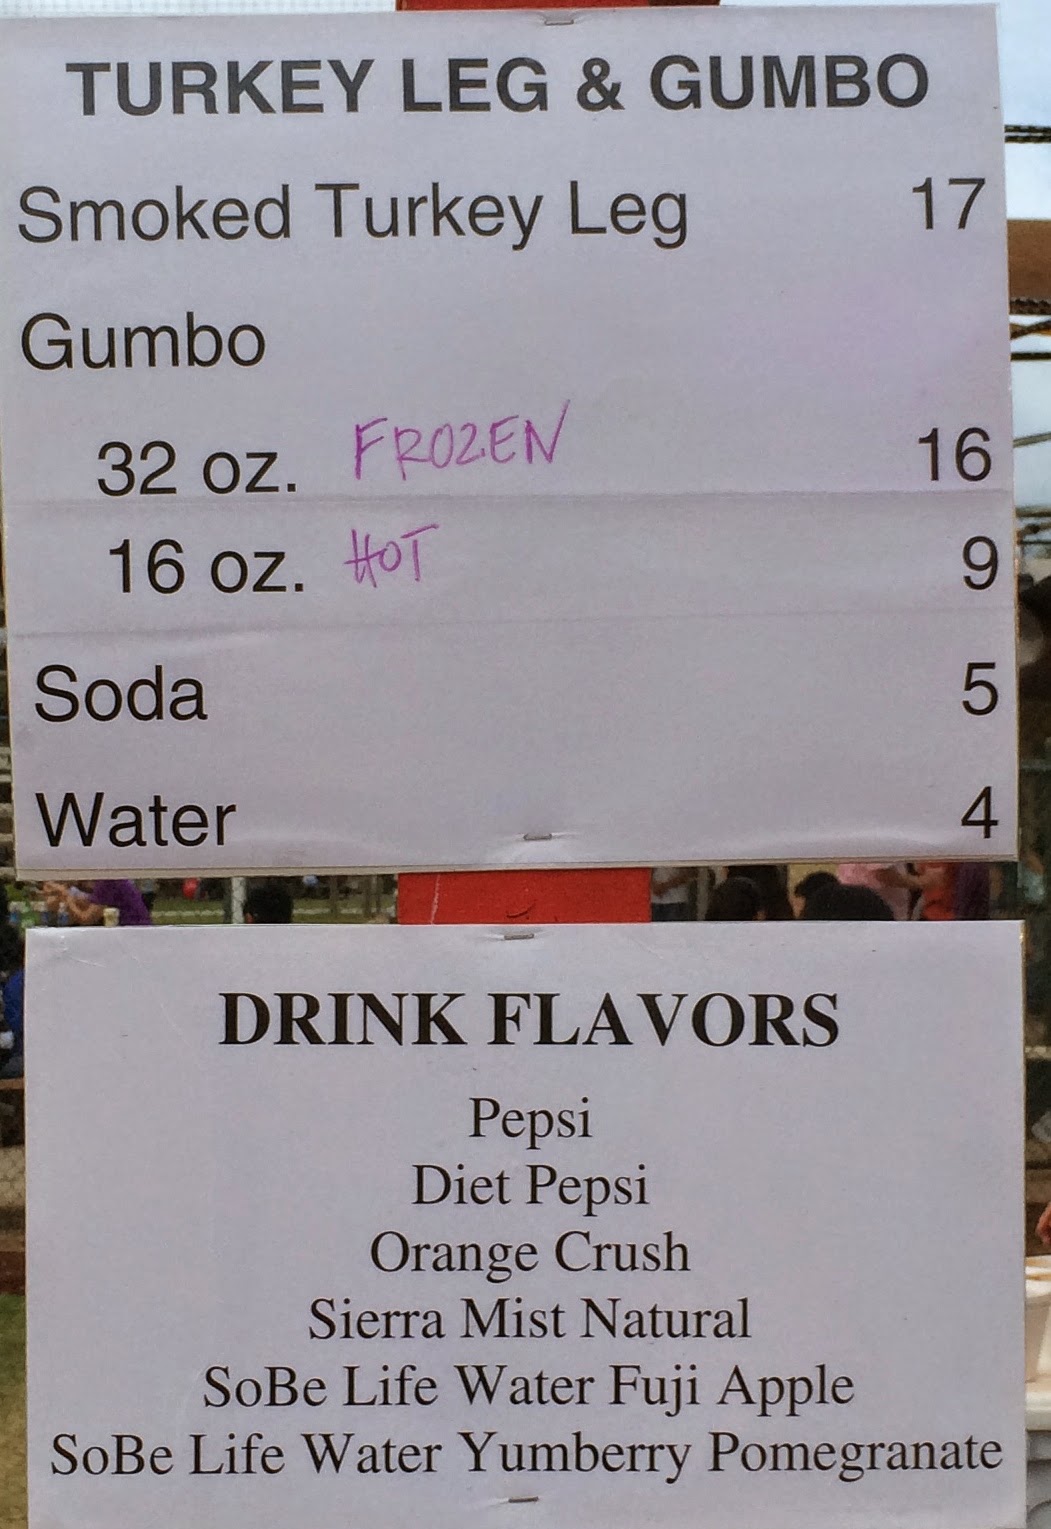 TURKEY LEG & GUMBO
Smoked Turkey Leg 17
Gumbo
32 oz. FROZEN 16
16 oz. HOT 9
Soda 5
Water 4
DRINK FLAVORS
Pepsi
Diet Pepsi
Orange Crush
Sierra Mist Natural
SoBe Life Water Fuji Apple
SoBe Life Water Yumberry Pomegranate